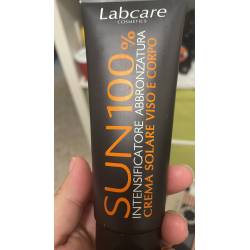 Labcare
COSMETICS
SUN 100%
INTENSIFICATORE ABBRONZATURA
CREMA SOLARE VISO E CORPO